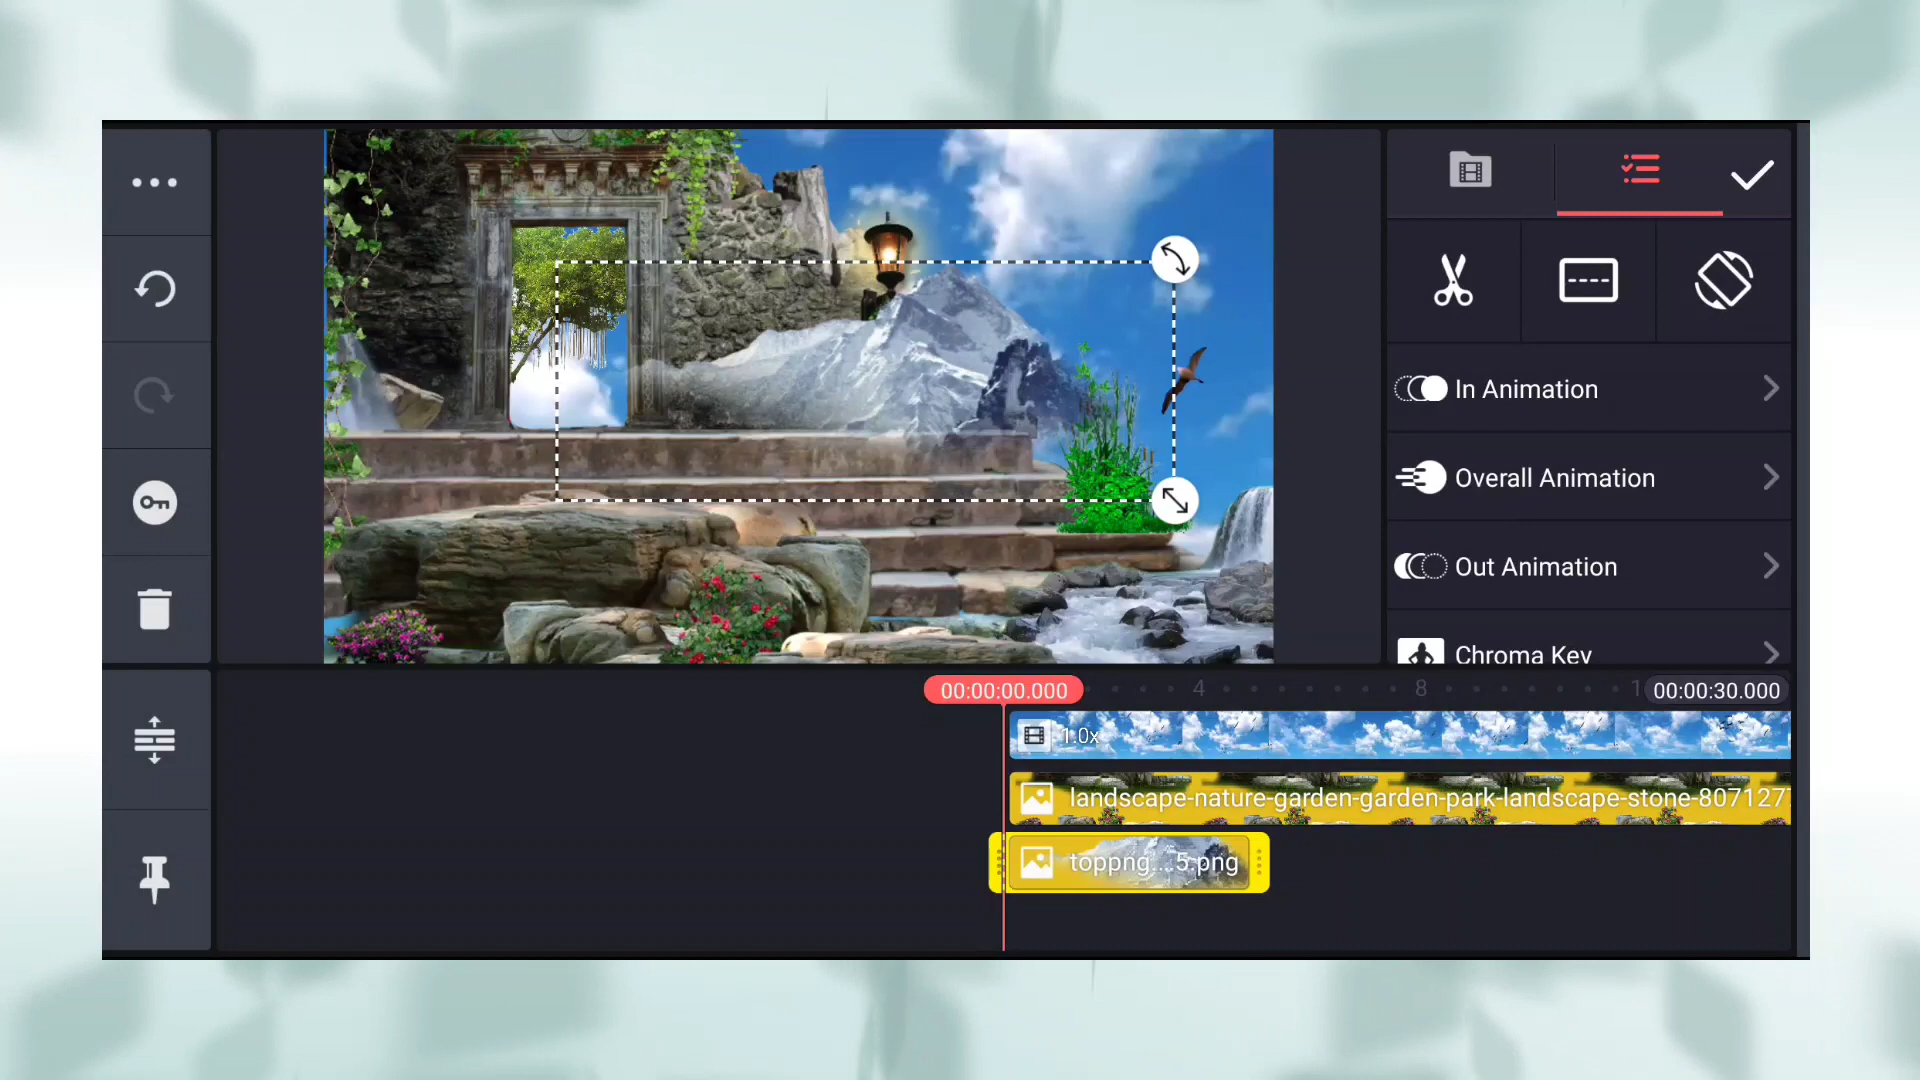 In Animation
Overall Animation
Out Animation
Chroma Key
00:00:00.000
4
8
1
00:00:30.000
1.0x
landscape-nature-garden-garden-park-landscape-stone-807127
toppng....5.png